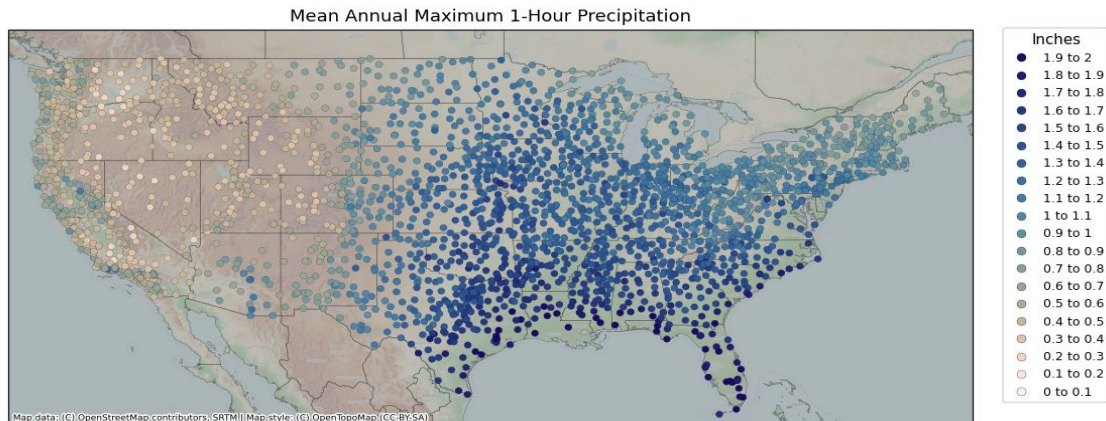 Mean Annual Maximum 1-Hour Precipitation
Inches
1.9 to 2
1.8 to 1.9
1.7 to 1.8
1.6 to 1.7
1.5 to 1.6
1.4 to 1.5
1.3 to 1.4
1.2 to 1.3
1.1 to 1.2
1 to 1.1
0.9 to 1
0.8 to 0.9
0.7 to 0.8
0.6 to 0.7
0.5 to 0.6
0.4 to 0.5
0.3 to 0.4
0.2 to 0.3
0.1 to 0.2
0 to 0.1
Map data: (C) OpenStreetMap contributors, SRTM | Map style: (C) OpenTopoMap (CC-BY-SA)